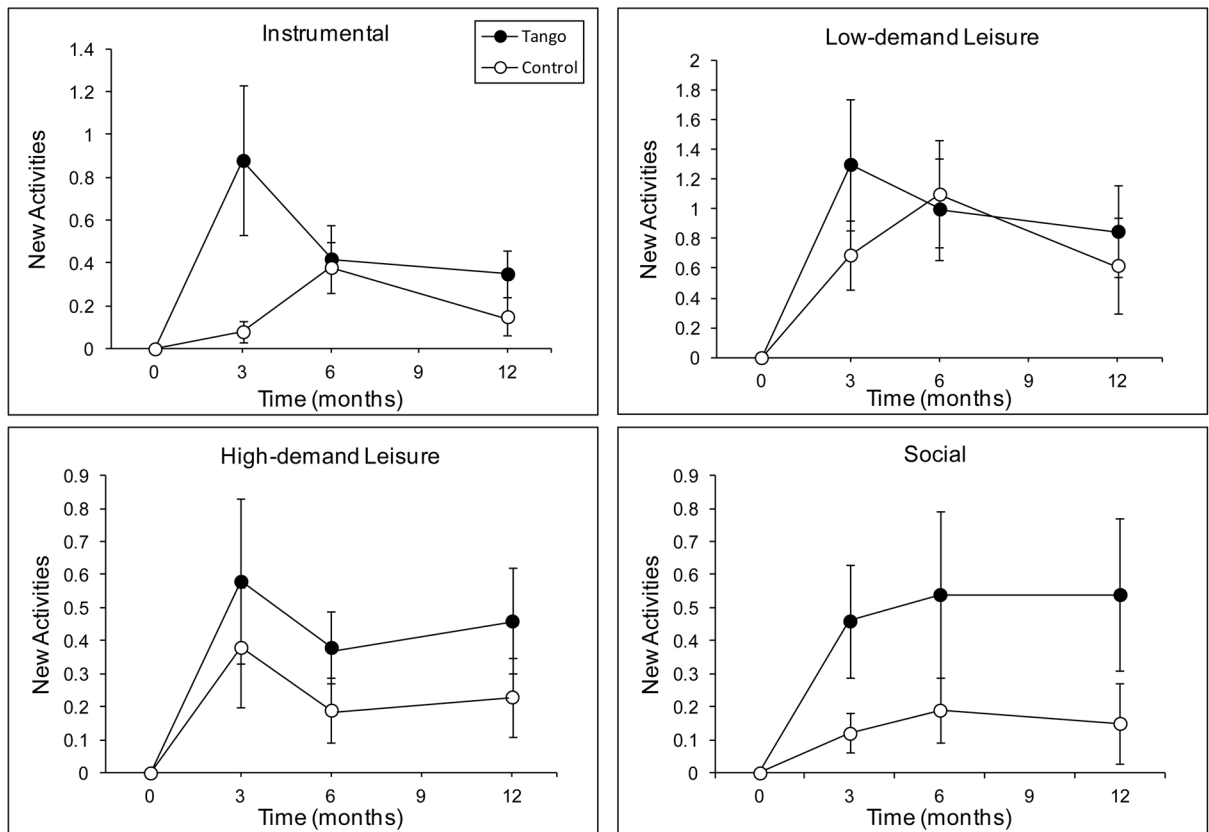 Instrumental
Tango
Control
1.4
1.2
1
0.8
0.6
0.4
0.2
0
New Activities
0 3 6 9 12
Time (months)
Low-demand Leisure
2
1.8
1.6
1.4
1.2
1
0.8
0.6
0.4
0.2
0
New Activities
0 3 6 9 12
Time (months)
High-demand Leisure
0.9
0.8
0.7
0.6
0.5
0.4
0.3
0.2
0.1
0
New Activities
0 3 6 9 12
Time (months)
Social
0.9
0.8
0.7
0.6
0.5
0.4
0.3
0.2
0.1
0
New Activities
0 3 6 9 12
Time (months)